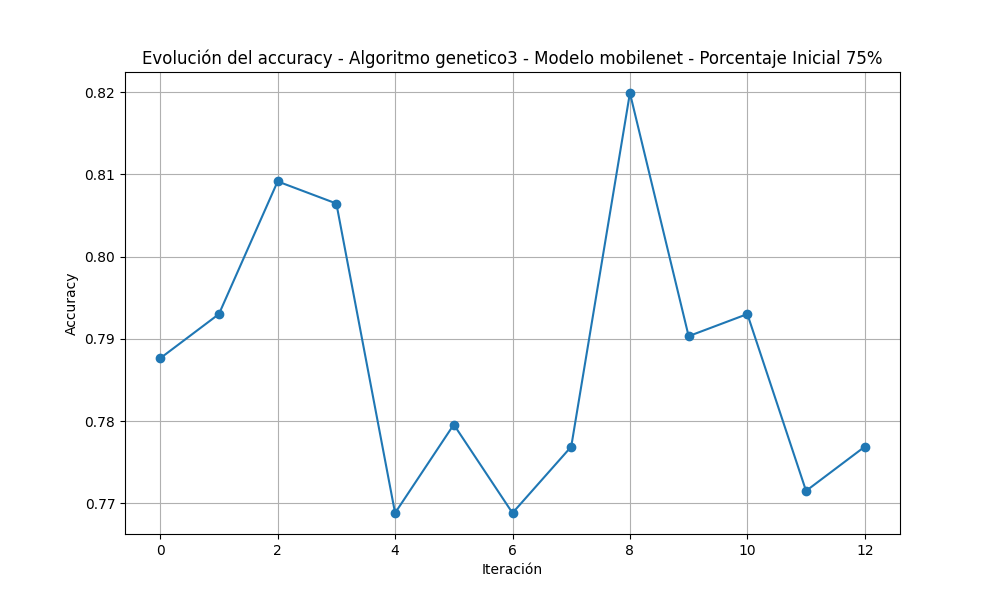 Evolución del accuracy - Algoritmo genetico3 - Modelo mobilenet - Porcentaje Inicial 75%
0.82
0.81
0.80
0.79
0.78
0.77
Accuracy
0 2 4 6 8 10 12
Iteración